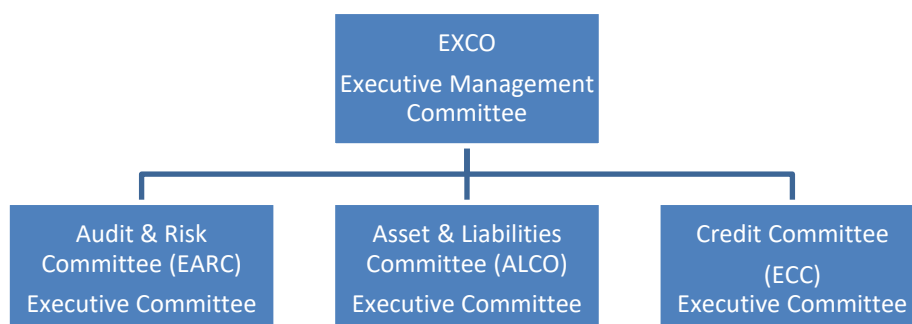 EXCO
Executive Management
Committee
Audit & Risk
Committee (EARC)
Executive Committee
Asset & Liabilities
Committee (ALCO)
Executive Committee
Credit Committee
(ECC)
Executive Committee